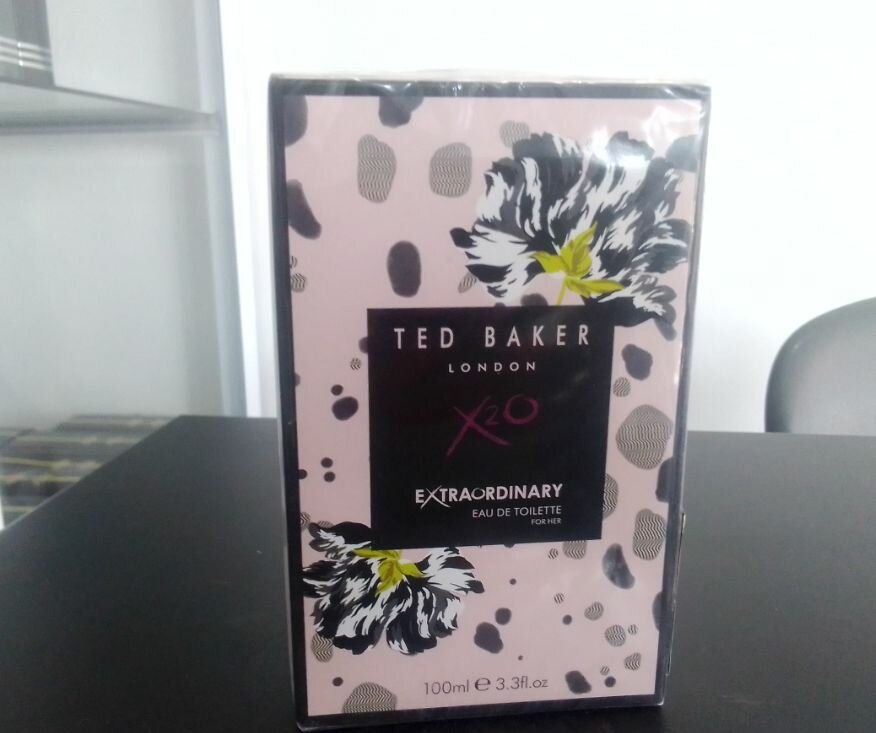 TED BAKER
LONDON
X2O
EXTRAORDINARY
EAU DE TOILETTE
FOR HER
100ml ℮ 3.3fl.oz